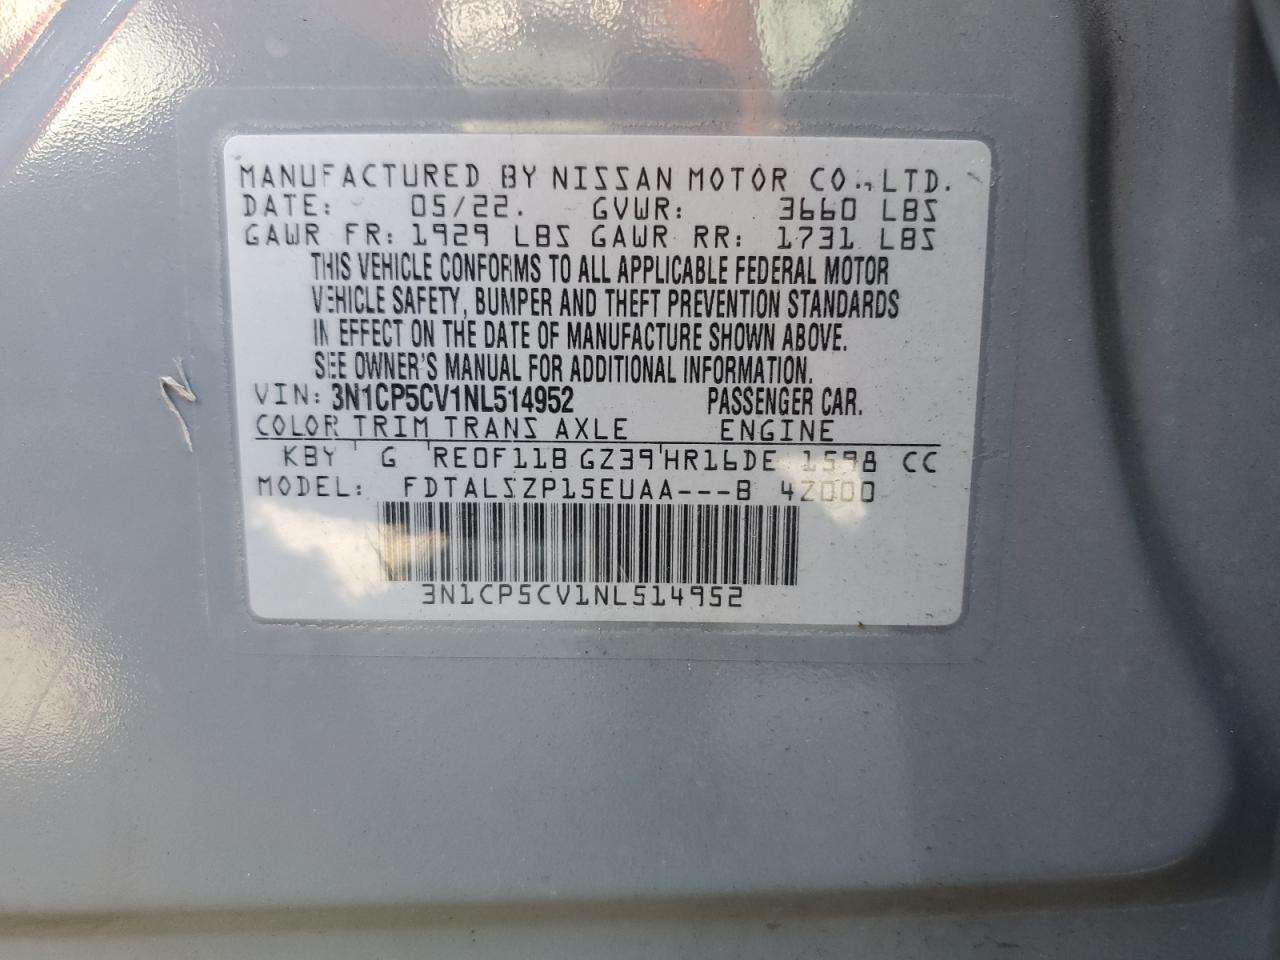 MANUFACTURED BY NISSAN MOTOR CO., LTD.
DATE: 05/22. GVWR: 3660 LBS
GAWR FR: 1929 LBS GAWR RR: 1731 LBS
THIS VEHICLE CONFORMS TO ALL APPLICABLE FEDERAL MOTOR
VEHICLE SAFETY, BUMPER AND THEFT PREVENTION STANDARDS
IN EFFECT ON THE DATE OF MANUFACTURE SHOWN ABOVE.
SEE OWNER'S MANUAL FOR ADDITIONAL INFORMATION.
VIN: 3N1CP5CV1NL514952 PASSENGER CAR.
COLOR TRIM TRANS AXLE ENGINE
KBY G RE0F11B GZ39 HR16DE 1598 CC
MODEL: FDTALSZP15EUAA---B 4Z000
3N1CP5CV1NL514952